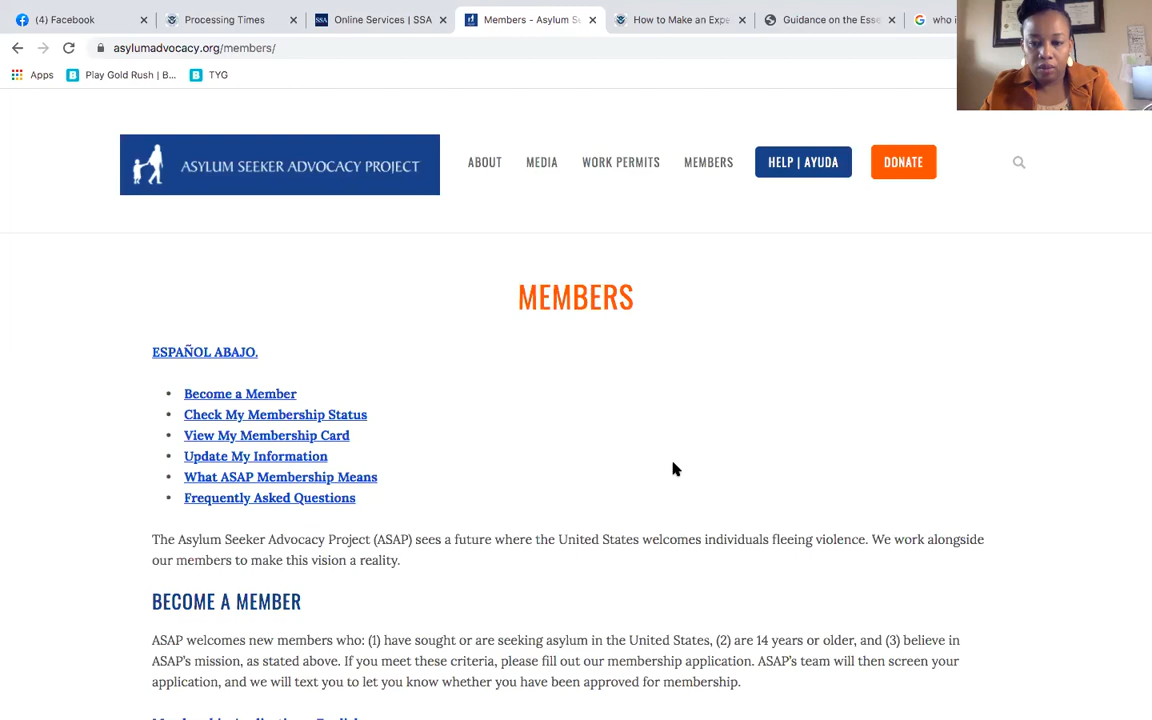 (4) Facebook
Processing Times
Online Services | SSA
Members - Asylum Se
How to Make an Expe
Guidance on the Esse
who i
asylumadvocacy.org/members/
Apps
Play Gold Rush | B...
TYG
ASYLUM SEEKER ADVOCACY PROJECT
ABOUT
MEDIA
WORK PERMITS
MEMBERS
HELP | AYUDA
DONATE
MEMBERS
ESPAÑOL ABAJO.
• Become a Member
• Check My Membership Status
• View My Membership Card
• Update My Information
• What ASAP Membership Means
• Frequently Asked Questions
The Asylum Seeker Advocacy Project (ASAP) sees a future where the United States welcomes individuals fleeing violence. We work alongside
our members to make this vision a reality.
BECOME A MEMBER
ASAP welcomes new members who: (1) have sought or are seeking asylum in the United States, (2) are 14 years or older, and (3) believe in
ASAP's mission, as stated above. If you meet these criteria, please fill out our membership application. ASAP's team will then screen your
application, and we will text you to let you know whether you have been approved for membership.